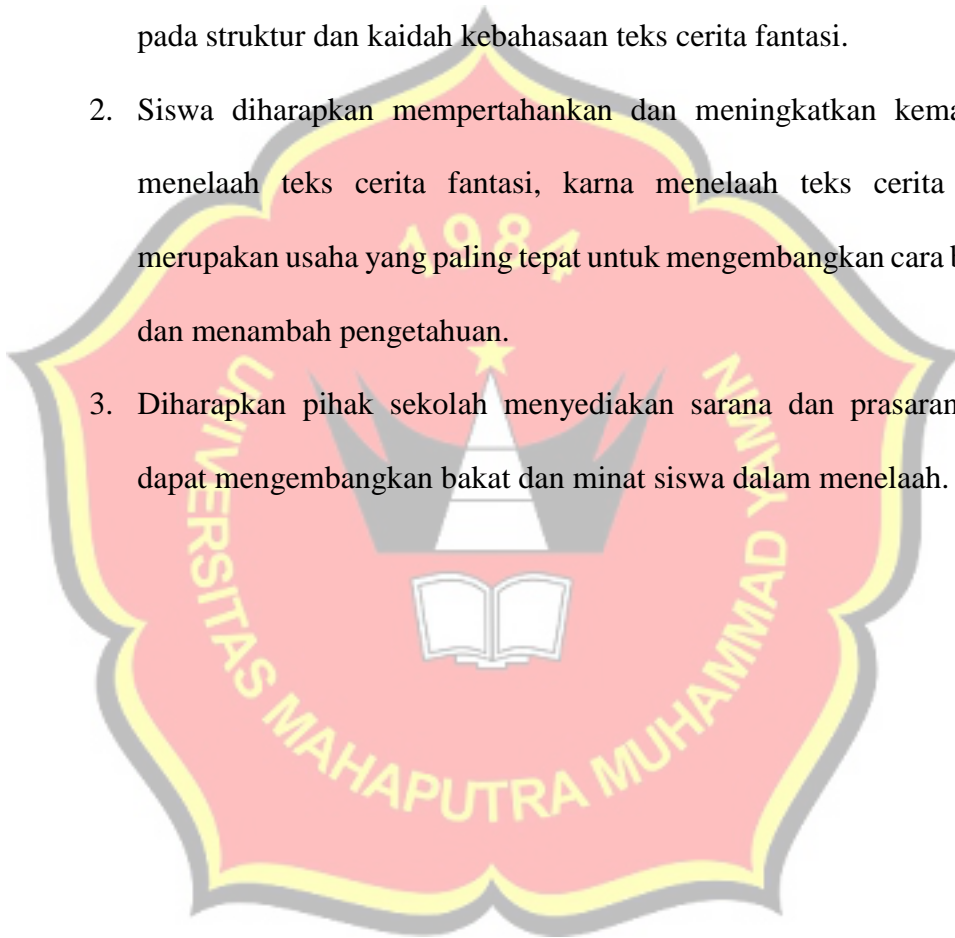 pada struktur dan kaidah kebahasaan teks cerita fantasi.
2. Siswa diharapkan mempertahankan dan meningkatkan kema
menelaah teks cerita fantasi, karna menelaah teks cerita
merupakan usaha yang paling tepat untuk mengembangkan cara b
dan menambah pengetahuan.
3. Diharapkan pihak sekolah menyediakan sarana dan prasaran
dapat mengembangkan bakat dan minat siswa dalam menelaah.
1984
UNIVERSITAS MAHAPUTRA MUHAMMAD YAMIN